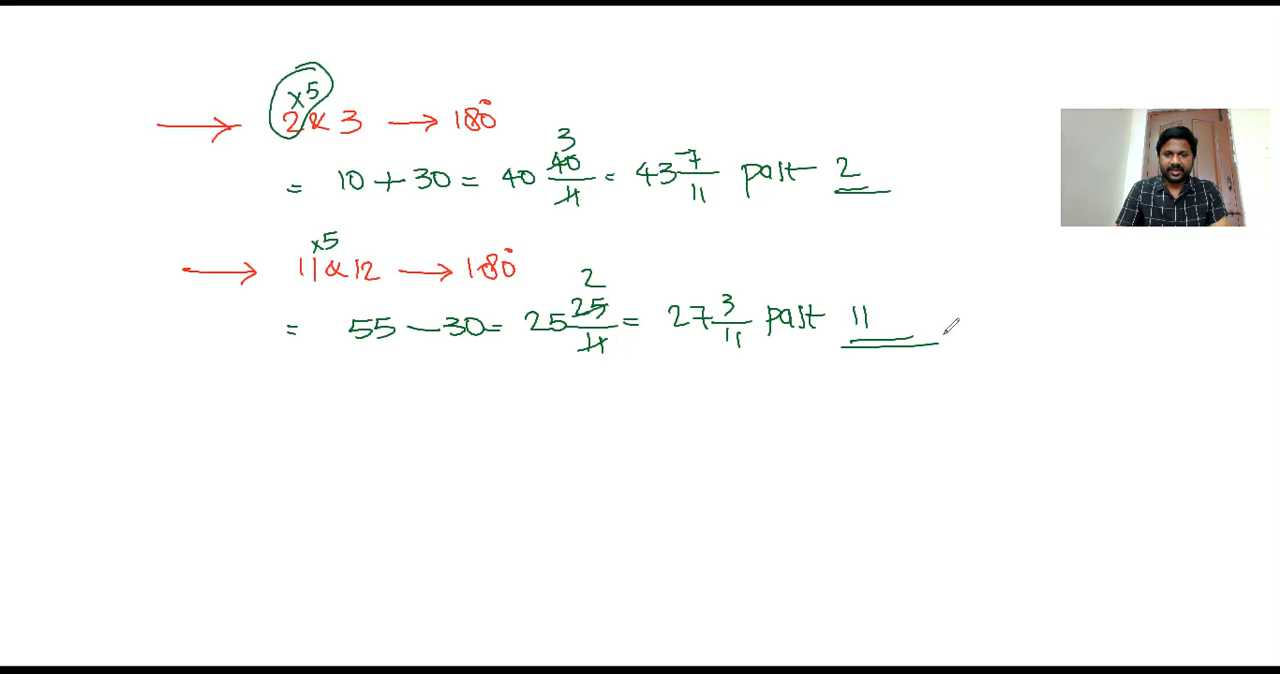 → 2 & 3 → 180° ×5
= 10 + 30 = 40 40/11 3 = 43 7/11 past 2
→ 11 & 12 → 180° ×5
= 55 — 30 = 25 25/11 2 = 27 3/11 past 11